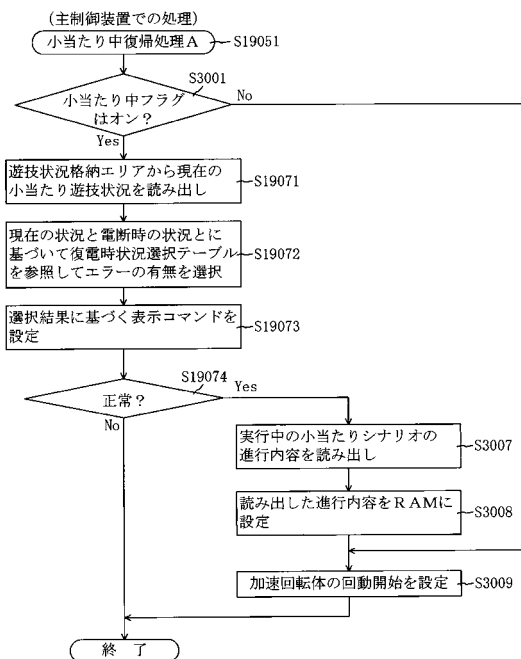 (主制御装置での処理)
小当たり中復帰処理A
S19051
S3001
小当たり中フラグ
はオン?
No
Yes
遊技状況格納エリアから現在の
小当たり遊技状況を読み出し
S19071
現在の状況と電断時の状況とに
基づいて復電時状況選択テーブル
を参照してエラーの有無を選択
S19072
選択結果に基づく表示コマンドを
設定
S19073
S19074
正常?
Yes
No
実行中の小当たりシナリオの
進行内容を読み出し
S3007
読み出した進行内容をRAMに
設定
S3008
加速回転体の回動開始を設定
S3009
終 了